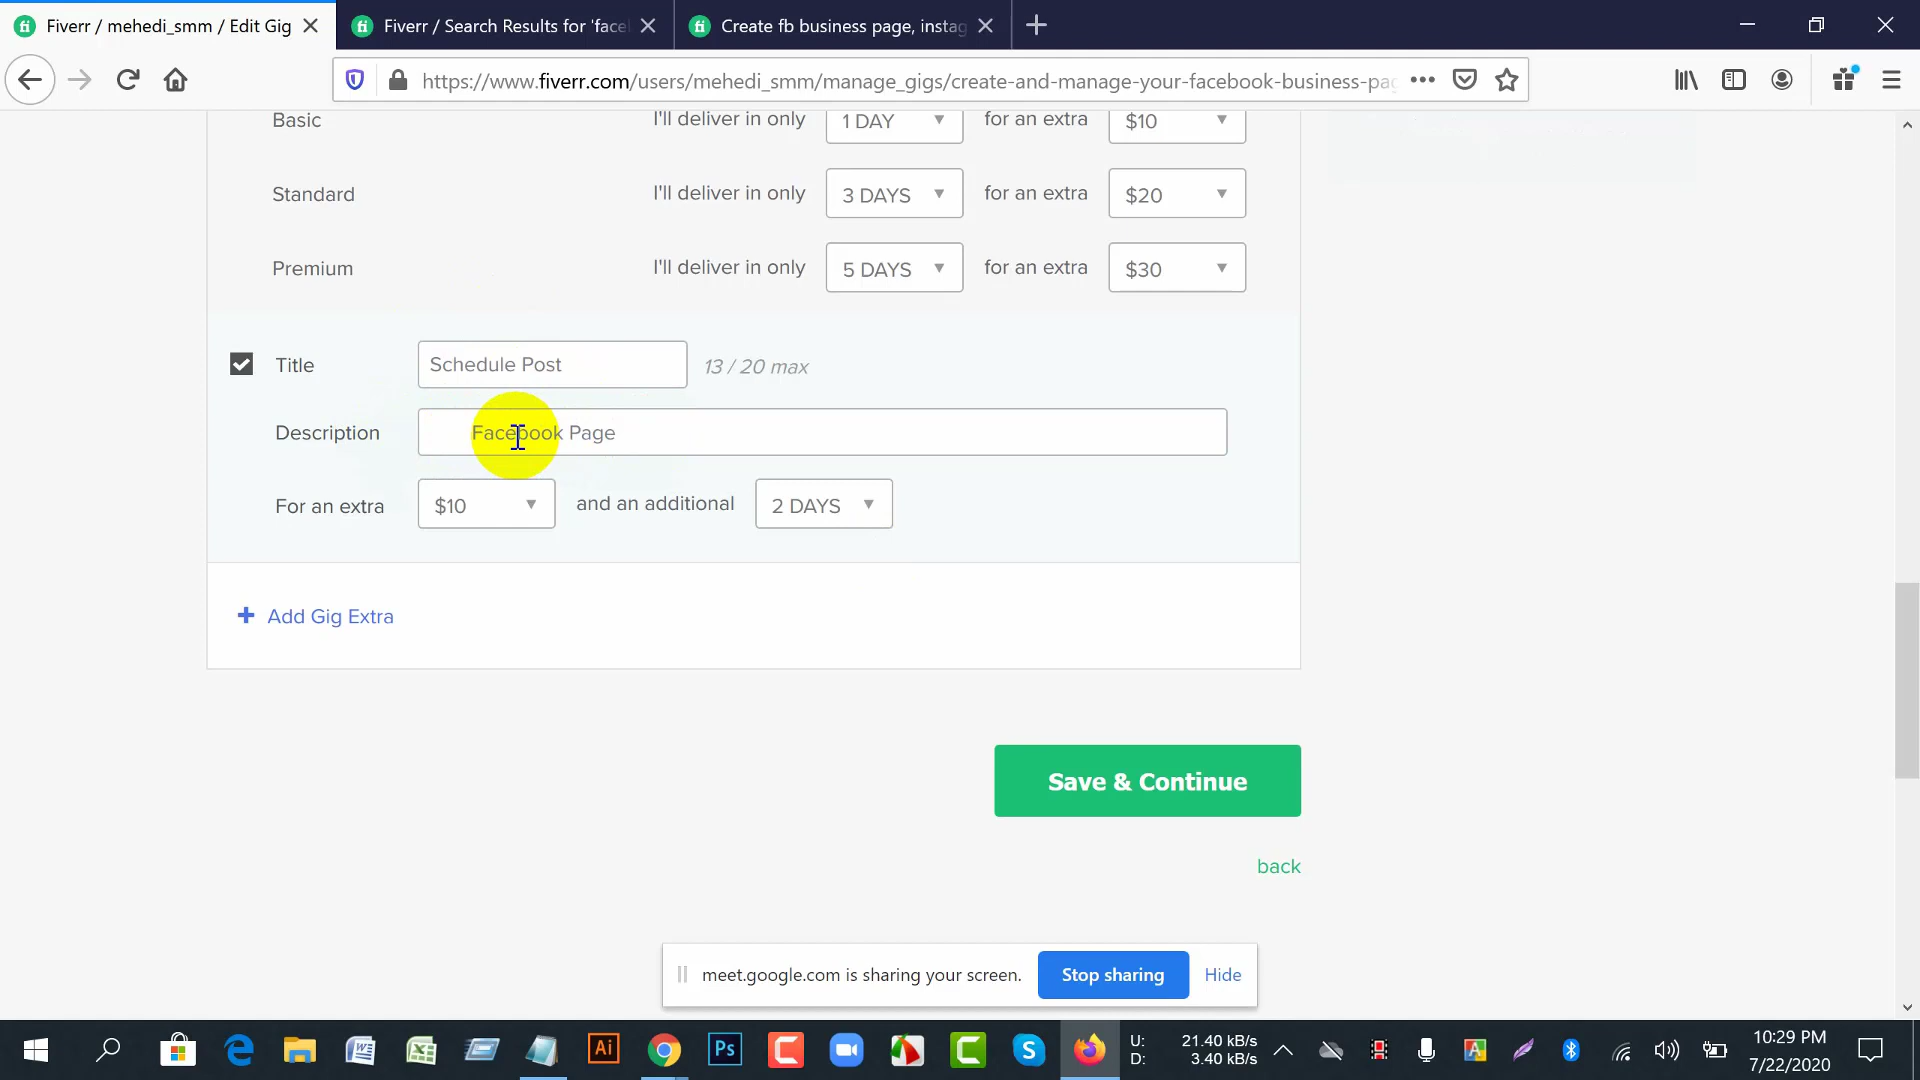 Fiverr / mehedi_smm / Edit Gig
Fiverr / Search Results for 'face
Create fb business page, instag
https://www.fiverr.com/users/mehedi_smm/manage_gigs/create-and-manage-your-facebook-business-pag
Basic I'll deliver in only 1 DAY for an extra $10
Standard I'll deliver in only 3 DAYS for an extra $20
Premium I'll deliver in only 5 DAYS for an extra $30
Title Schedule Post 13 / 20 max
Description Facebook Page
For an extra $10 and an additional 2 DAYS
+ Add Gig Extra
Save & Continue
back
meet.google.com is sharing your screen. Stop sharing Hide
U: 21.40 kB/s
D: 3.40 kB/s
10:29 PM
7/22/2020